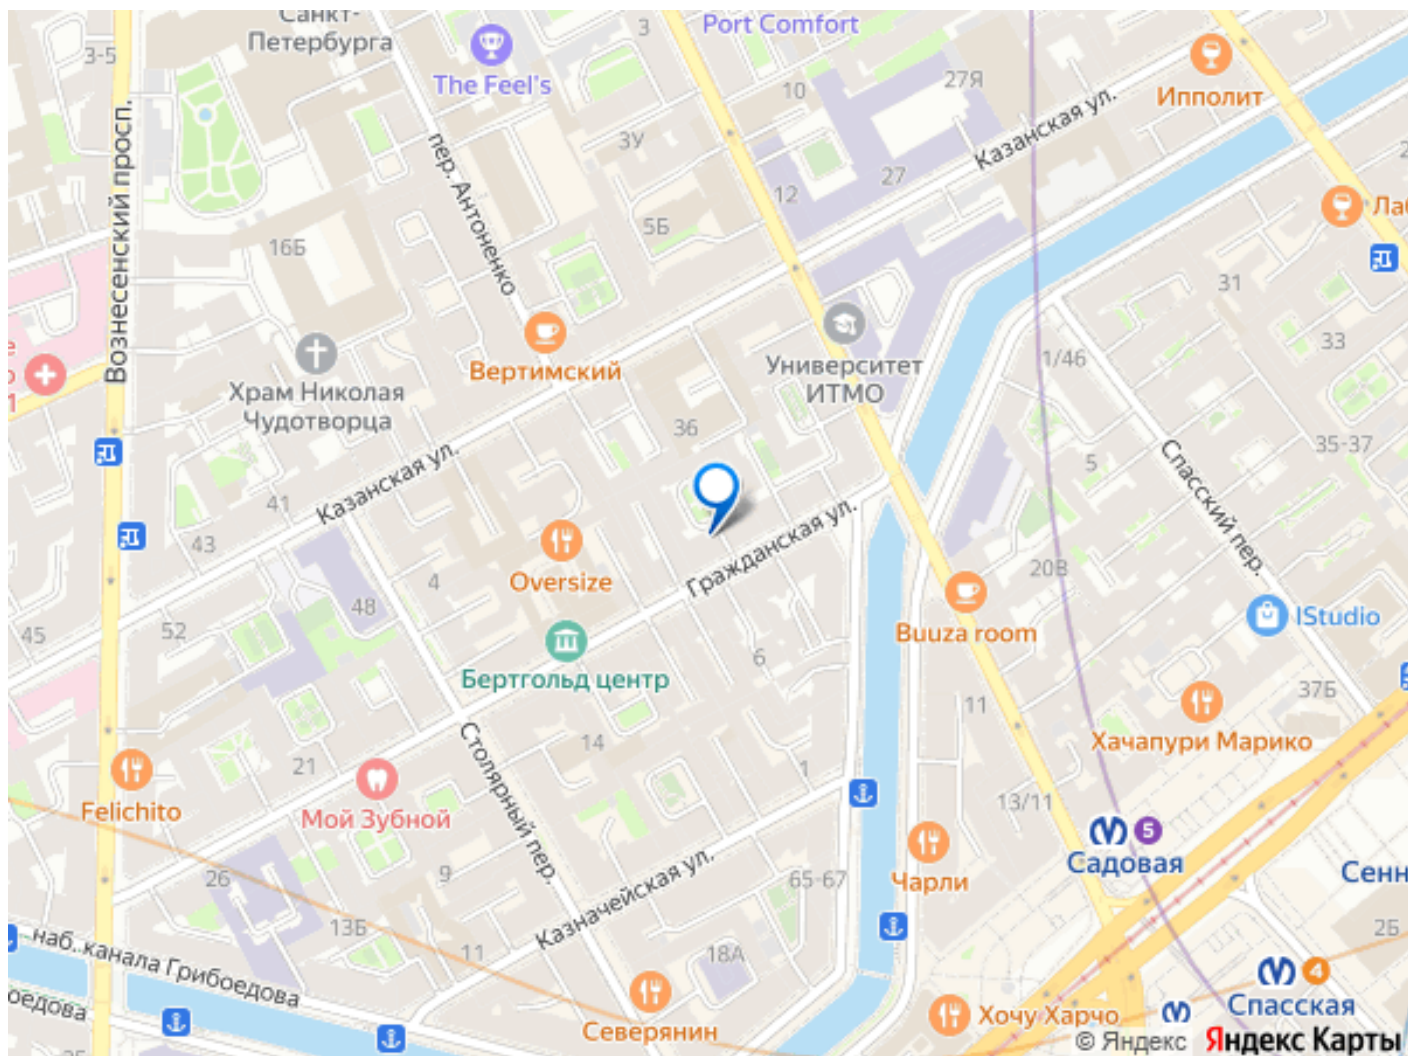 Санкт-
Петербурга
3-5
The Feel's
3
Port Comfort
10
27Я
Ипполит
Казанская ул.
Вознесенский просп.
пер. Антоненко
3У
12
27
5Б
16Б
31
33
Вертимский
Храм Николая
Чудотворца
Университет
ИТМО
1/46
1
36
35-37
5
Спасский пер.
Казанская ул.
41
43
Oversize
4
48
Гражданская ул.
20В
Buuza room
IStudio
45
52
6
Бертгольд центр
37Б
11
Хачапури Марико
14
Столярный пер.
21
1
Felichito
Мой Зубной
13/11
5
Садовая
Чарли
65-67
9
26
Казначейская ул.
13Б
11
18А
2Б
наб. канала Грибоедова
4
Спасская
Северянин
Хочу Харчо
© Яндекс
Яндекс Карты